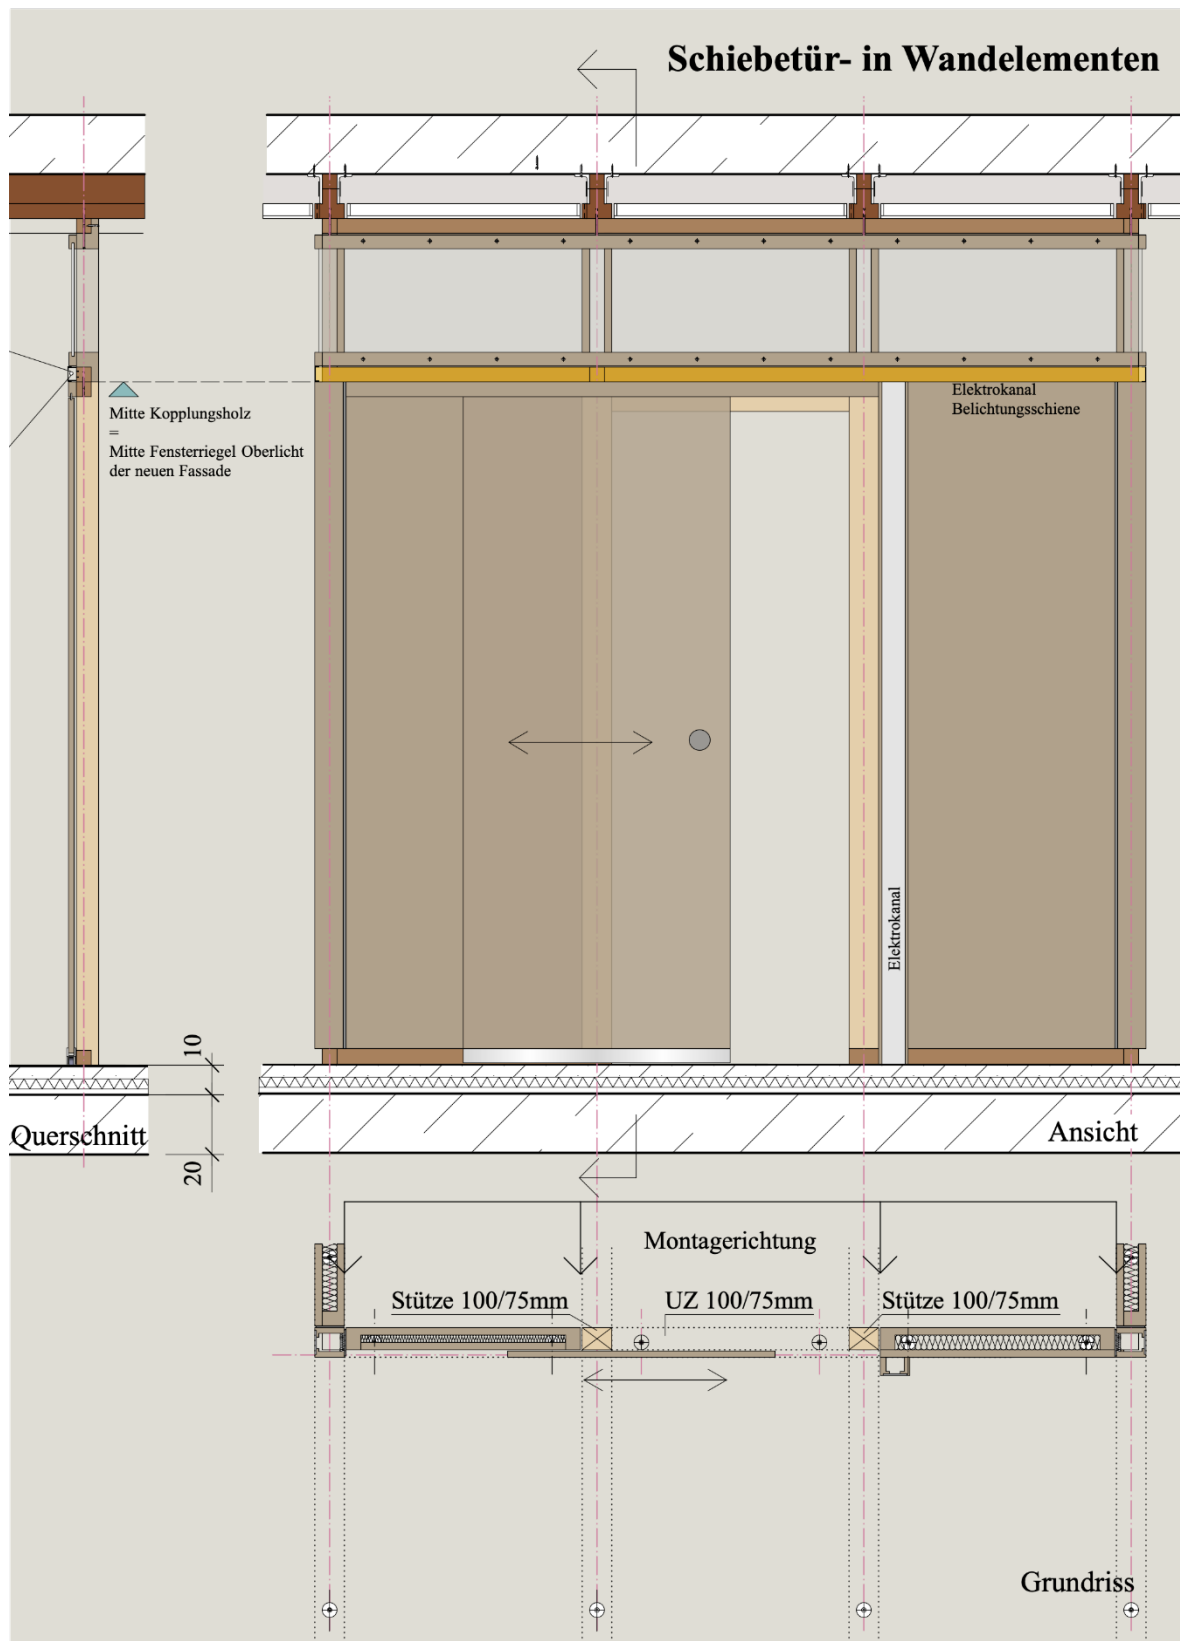 Schiebetür- in Wandelementen
Mitte Kopplungsholz
=
Mitte Fensterriegel Oberlicht
der neuen Fassade
Elektrokanal
Belichtungsschiene
Elektrokanal
10
20
Querschnitt
Ansicht
Montagerichtung
Stütze 100/75mm
UZ 100/75mm
Stütze 100/75mm
Grundriss